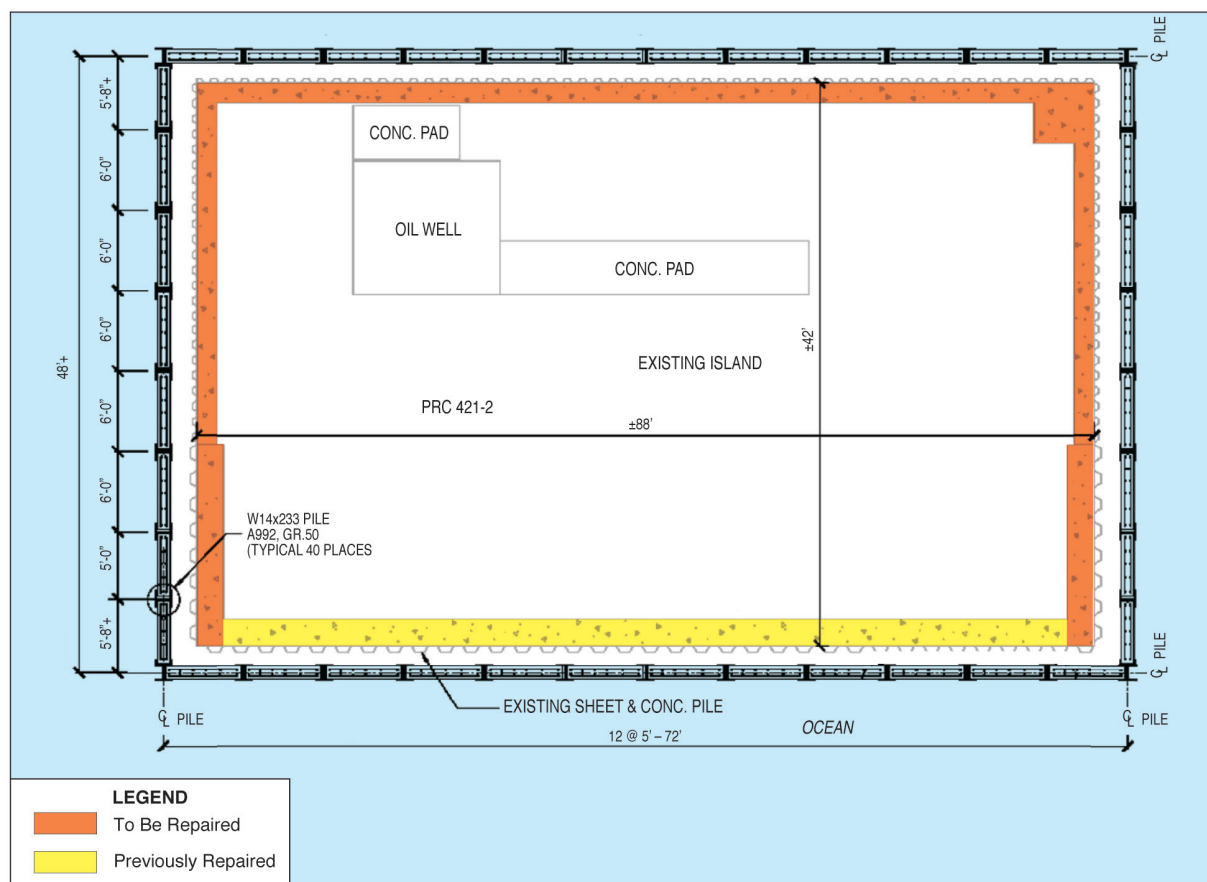 ℄ PILE
48'+
5'-8"+
6'-0"
6'-0"
6'-0"
6'-0"
6'-0"
5'-0"
5'-8"+
CONC. PAD
OIL WELL
CONC. PAD
±42'
EXISTING ISLAND
PRC 421-2
±88'
W14x233 PILE
A992, GR.50
(TYPICAL 40 PLACES
℄ PILE
EXISTING SHEET & CONC. PILE
℄ PILE
℄ PILE
OCEAN
12 @ 5' – 72'
LEGEND
To Be Repaired
Previously Repaired